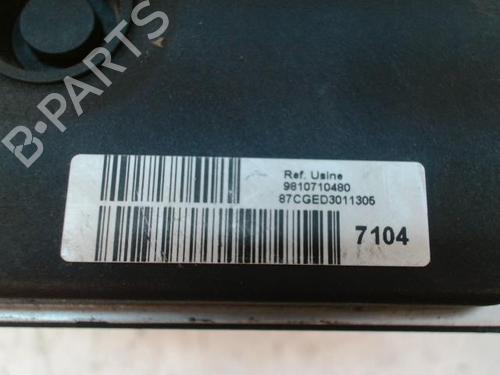 B-PARTS
Ref. Usine
9810710480
87CGED3011305
7104